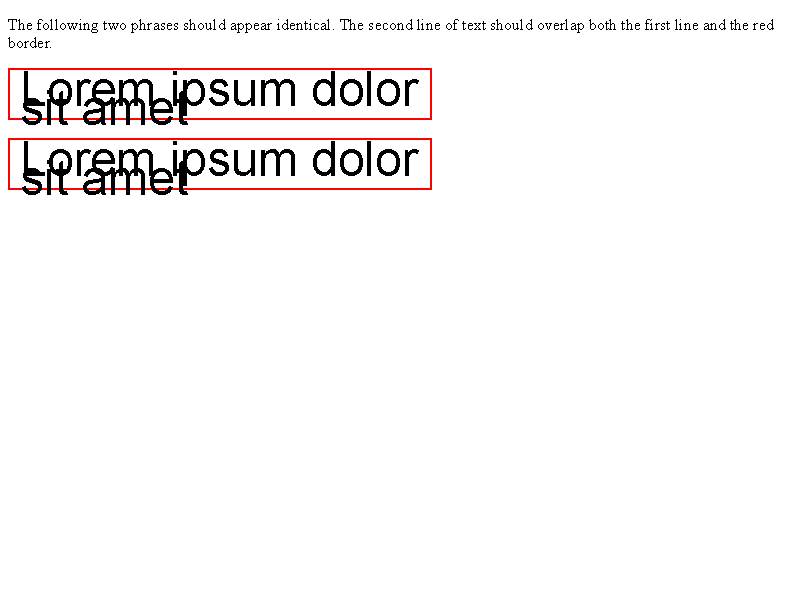 The following two phrases should appear identical. The second line of text should overlap both the first line and the red
border.
Lorem ipsum dolor
sit amet
Lorem ipsum dolor
sit amet